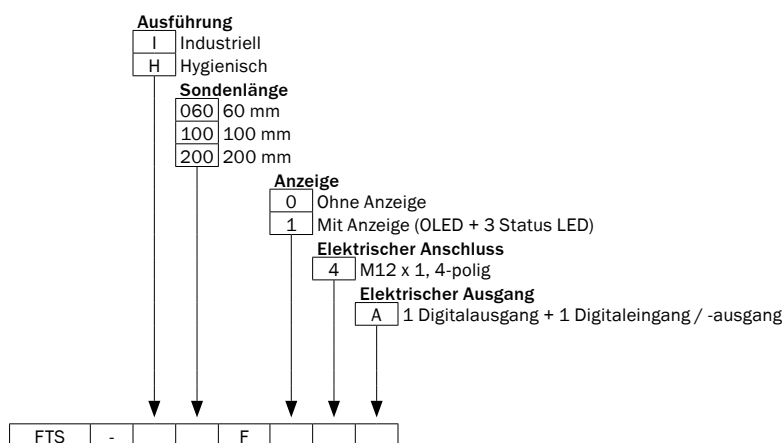 Ausführung
I Industriell
H Hygienisch
Sondenlänge
060 60 mm
100 100 mm
200 200 mm
Anzeige
0 Ohne Anzeige
1 Mit Anzeige (OLED + 3 Status LED)
Elektrischer Anschluss
4 M12 x 1, 4-polig
Elektrischer Ausgang
A 1 Digitalausgang + 1 Digitaleingang / -ausgang
FTS - F